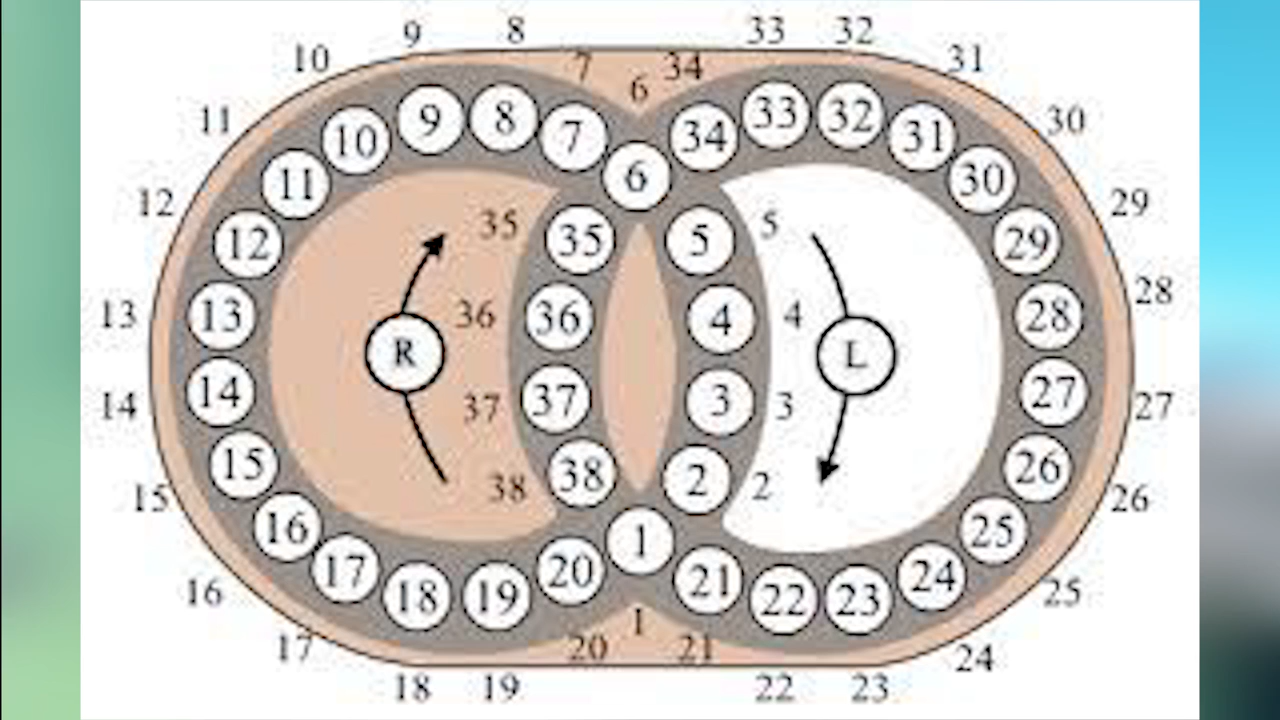 9 8 33 32
10 7 34 31
6
11 9 8 7 33 32 30
10 34 31
11 6 30
12 35 5 29
12 35 5 29
13 36 4 28
13 36 4 28
R L
14 37 3 27
14 37 3 27
15 38 2 26
15 38 2 26
16 1 25
16 17 20 21 24 25
18 19 22 23
17 20 1 21 24
18 19 22 23